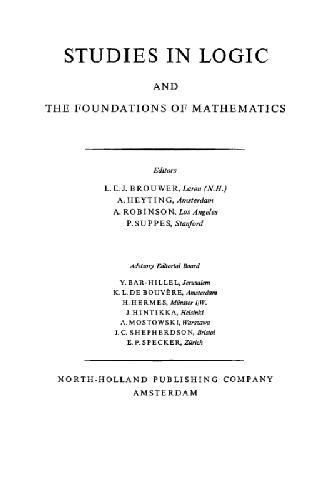 STUDIES IN LOGIC
AND
THE FOUNDATIONS OF MATHEMATICS
Editors
L.E.J. BROUWER, Laren (N.H.)
A. HEYTING, Amsterdam
A. ROBINSON, Los Angeles
P. SUPPES, Stanford
Advisory Editorial Board
Y. BAR-HILLEL, Jerusalem
K.L. DE BOUVÈRE, Amsterdam
H. HERMES, Münster i/W.
J. HINTIKKA, Helsinki
A. MOSTOWSKI, Warszawa
J.C. SHEPHERDSON, Bristol
E.P. SPECKER, Zürich
NORTH-HOLLAND PUBLISHING COMPANY
AMSTERDAM